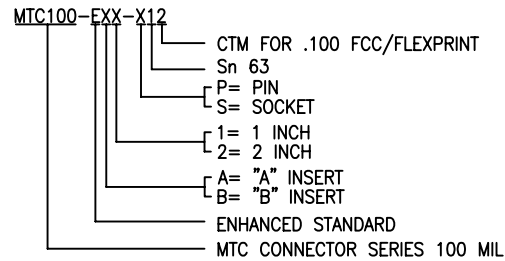 MTC100-EXX-X12
CTM FOR .100 FCC/FLEXPRINT
Sn 63
P= PIN
S= SOCKET
1= 1 INCH
2= 2 INCH
A= "A" INSERT
B= "B" INSERT
ENHANCED STANDARD
MTC CONNECTOR SERIES 100 MIL